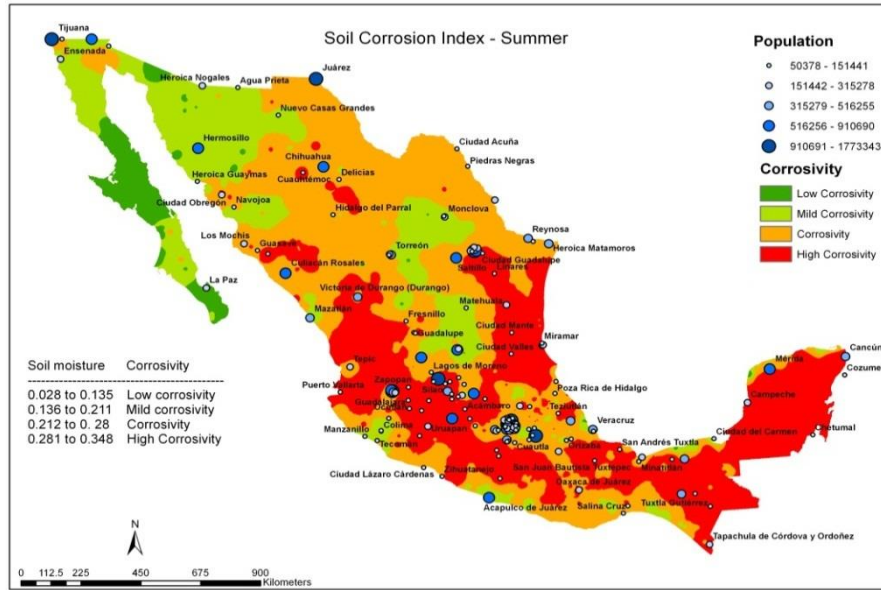 Soil Corrosion Index - Summer
Population
50378 - 151441
151442 - 315278
315279 - 516255
516256 - 910690
910691 - 1773343
Corrosivity
Low Corrosivity
Mild Corrosivity
Corrosivity
High Corrosivity
Tijuana
Ensenada
Heroica Nogales
Agua Prieta
Juárez
Nuevo Casas Grandes
Hermosillo
Ciudad Acuña
Chihuahua
Piedras Negras
Heroica Guaymas
Cuauhtémoc
Delicias
Ciudad Obregón
Navojoa
Hidalgo del Parral
Monclova
Los Mochis
Guasave
Torreón
Reynosa
Heroica Matamoros
Culiacán Rosales
Saltillo
Ciudad Guadalupe
Linares
La Paz
Victoria de Durango (Durango)
Mazatlán
Fresnillo
Matehuala
Guadalupe
Ciudad Mante
Miramar
Ciudad Valles
Tepic
Lagos de Moreno
Puerto Vallarta
Zapopan
Silao
Poza Rica de Hidalgo
Guadalajara
Ocotlán
Acámbaro
Teziutlán
Mérida
Cancún
Cozume
Campeche
Manzanillo
Colima
Uruapan
Veracruz
Tecomán
Cuautla
Orizaba
San Andrés Tuxtla
Ciudad del Carmen
Chetumal
Ciudad Lázaro Cárdenas
Zihuatanejo
San Juan Bautista Tuxtepec
Minatitlán
Oaxaca de Juárez
Acapulco de Juárez
Salina Cruz
Tuxtla Gutiérrez
Tapachula de Córdova y Ordoñez
Soil moisture Corrosivity
0.028 to 0.135 Low corrosivity
0.136 to 0.211 Mild corrosivity
0.212 to 0. 28 Corrosivity
0.281 to 0.348 High Corrosivity
N
0 112.5 225 450 675 900
Kilometers